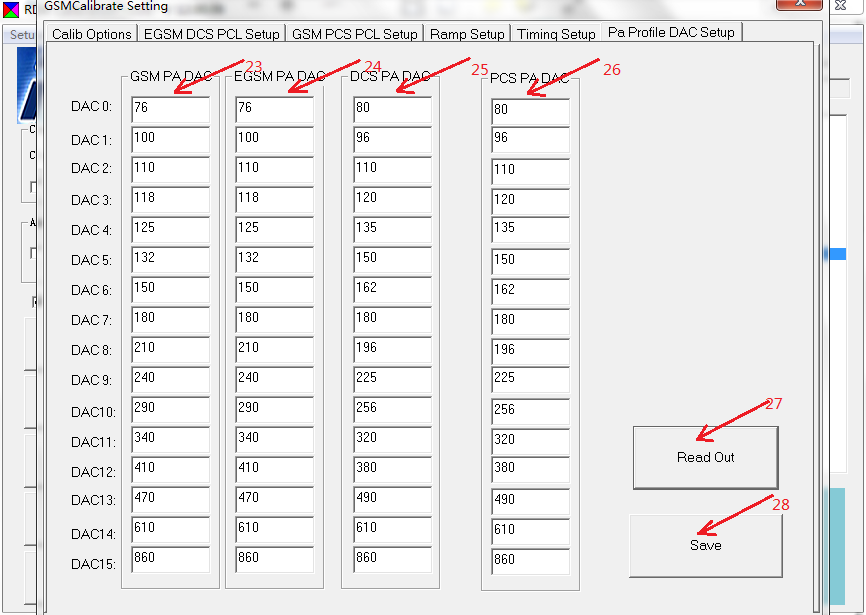 GSMCalibrate Setting
RD
Setu
Calib Options EGSM DCS PCL Setup GSM PCS PCL Setup Ramp Setup Timinq Setup Pa Profile DAC Setup
23 24 25 26
GSM PA DAC EGSM PA DAC DCS PA DAC PCS PA DAC
DAC 0: 76 76 80 80
DAC 1: 100 100 96 96
DAC 2: 110 110 110 110
DAC 3: 118 118 120 120
DAC 4: 125 125 135 135
DAC 5: 132 132 150 150
DAC 6: 150 150 162 162
DAC 7: 180 180 180 180
DAC 8: 210 210 196 196
DAC 9: 240 240 225 225
DAC10: 290 290 256 256
DAC11: 340 340 320 320
DAC12: 410 410 380 380
DAC13: 470 470 490 490
DAC14: 610 610 610 610
DAC15: 860 860 860 860
27
Read Out
28
Save